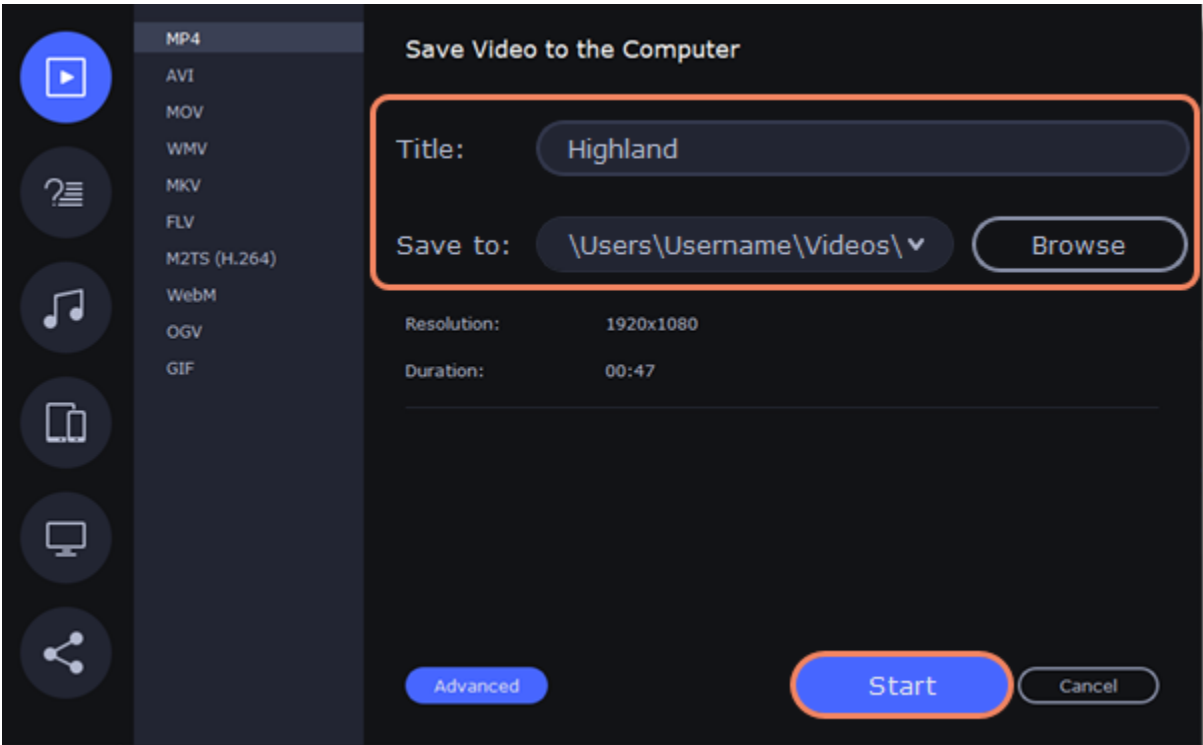 MP4
AVI
MOV
WMV
MKV
FLV
M2TS (H.264)
WebM
OGV
GIF
Save Video to the Computer
Title: Highland
Save to: \Users\Username\Videos\ Browse
Resolution: 1920x1080
Duration: 00:47
Advanced Start Cancel